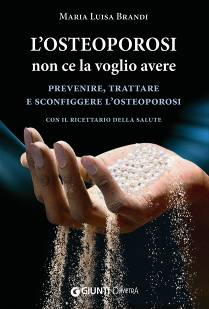 Maria Luisa Brandi
L'OSTEOPOROSI
non ce la voglio avere
PREVENIRE, TRATTARE
E SCONFIGGERE L'OSTEOPOROSI
CON IL RICETTARIO DELLA SALUTE
GIUNTI Demetra